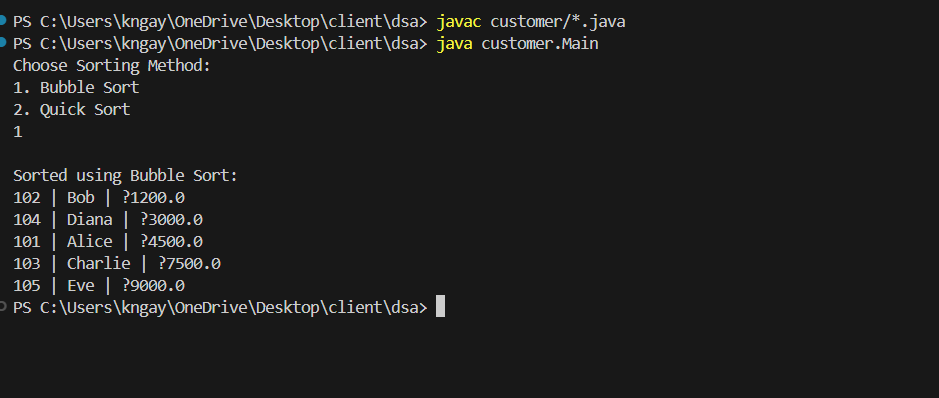 PS C:\Users\kngay\OneDrive\Desktop\client\dsa> javac customer/*.java
PS C:\Users\kngay\OneDrive\Desktop\client\dsa> java customer.Main
Choose Sorting Method:
1. Bubble Sort
2. Quick Sort
1

Sorted using Bubble Sort:
102 | Bob | ?1200.0
104 | Diana | ?3000.0
101 | Alice | ?4500.0
103 | Charlie | ?7500.0
105 | Eve | ?9000.0
PS C:\Users\kngay\OneDrive\Desktop\client\dsa>